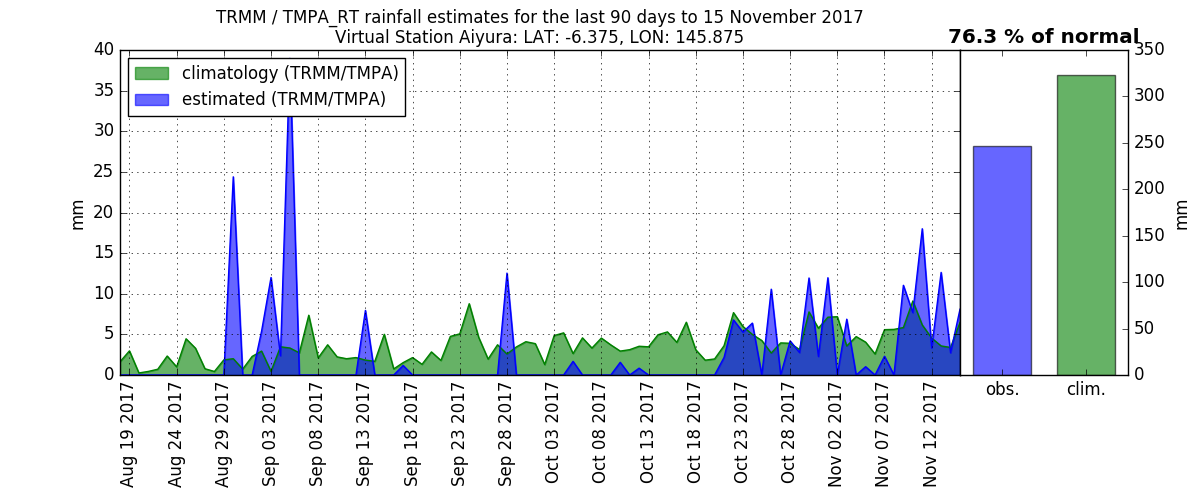 TRMM / TMPA_RT rainfall estimates for the last 90 days to 15 November 2017
Virtual Station Aiyura: LAT: -6.375, LON: 145.875
76.3 % of normal
climatology (TRMM/TMPA)
estimated (TRMM/TMPA)
40
35
30
25
20
15
10
5
0
mm
Aug 19 2017
Aug 24 2017
Aug 29 2017
Sep 03 2017
Sep 08 2017
Sep 13 2017
Sep 18 2017
Sep 23 2017
Sep 28 2017
Oct 03 2017
Oct 08 2017
Oct 13 2017
Oct 18 2017
Oct 23 2017
Oct 28 2017
Nov 02 2017
Nov 07 2017
Nov 12 2017
obs.
clim.
350
300
250
200
150
100
50
0
mm